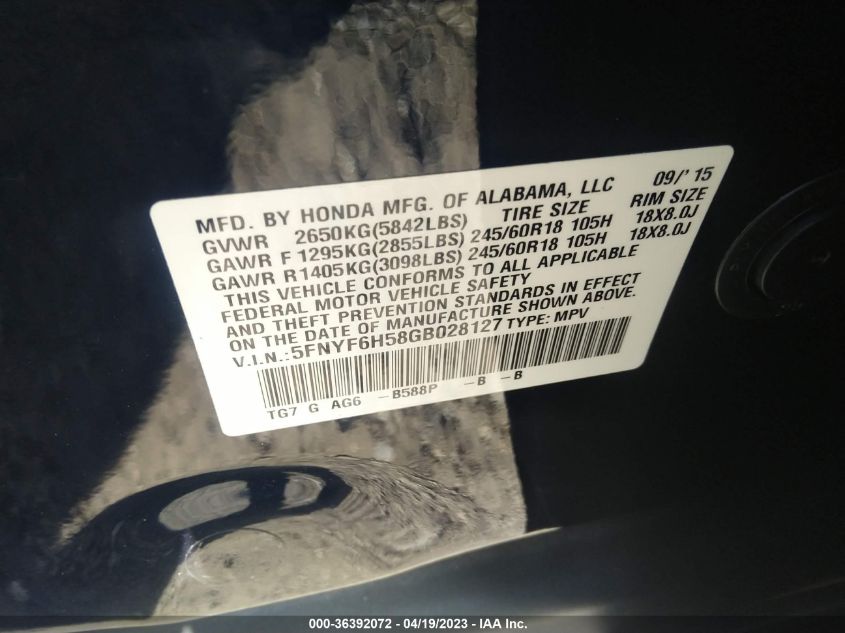 MFD. BY HONDA MFG. OF ALABAMA, LLC 09/' 15
GVWR 2650KG(5842LBS) TIRE SIZE RIM SIZE
GAWR F 1295KG(2855LBS) 245/60R18 105H 18X8.0J
GAWR R 1405KG(3098LBS) 245/60R18 105H 18X8.0J
THIS VEHICLE CONFORMS TO ALL APPLICABLE
FEDERAL MOTOR VEHICLE SAFETY
AND THEFT PREVENTION STANDARDS IN EFFECT
ON THE DATE OF MANUFACTURE SHOWN ABOVE.
V.I.N.:5FNYF6H58GB028127 TYPE: MPV
TG7 G AG6 -B588P -B -B
000-36392072 - 04/19/2023 - IAA Inc.